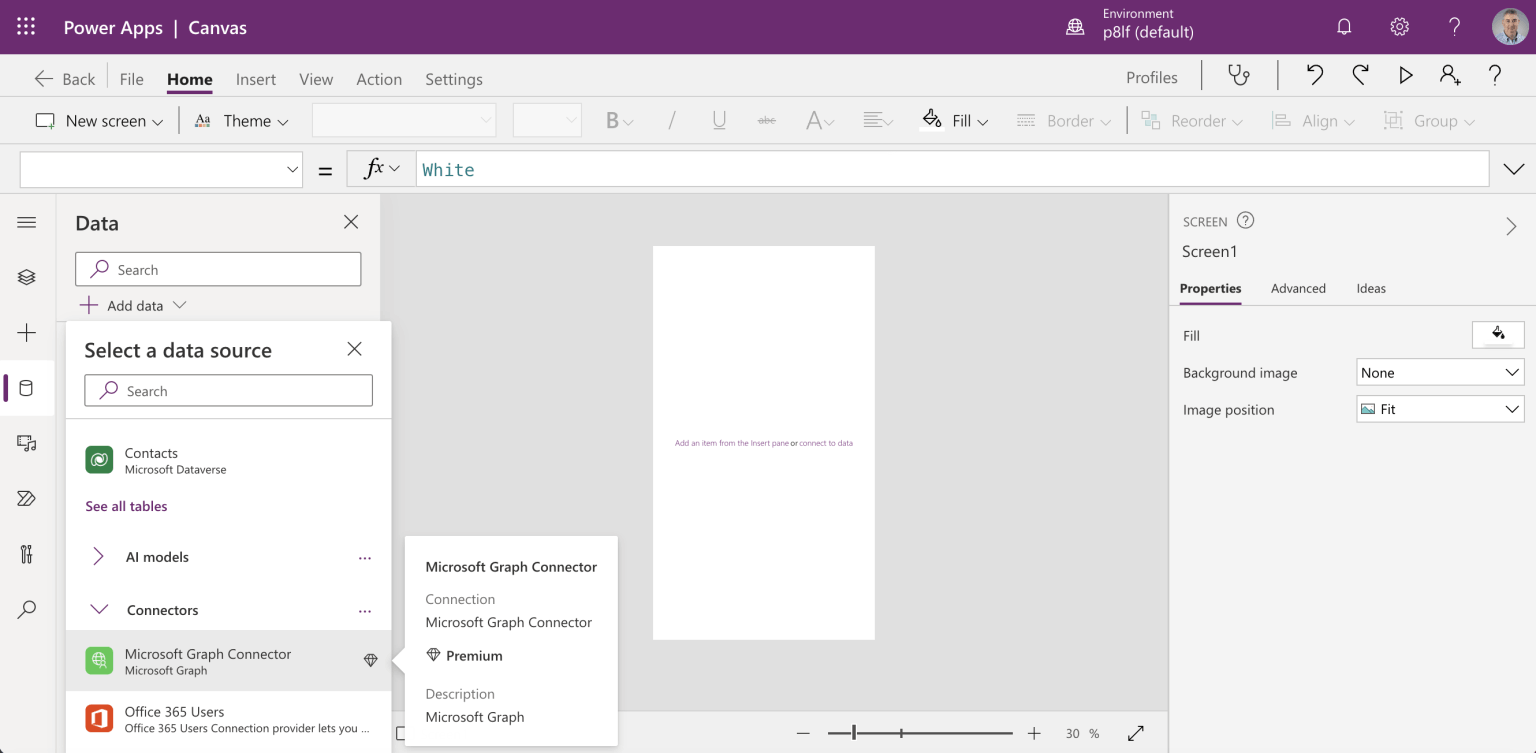 Power Apps | Canvas
Environment
p8lf (default)
Back
File
Home
Insert
View
Action
Settings
Profiles
New screen
Aa
Theme
B
/
U
abc
A
Fill
Border
Reorder
Align
Group
=
fx
White
Data
Search
Add data
Select a data source
Search
Contacts
Microsoft Dataverse
See all tables
AI models
...
Connectors
...
Microsoft Graph Connector
Microsoft Graph
Office 365 Users
Office 365 Users Connection provider lets you ...
Microsoft Graph Connector
Connection
Microsoft Graph Connector
Premium
Description
Microsoft Graph
Add an item from the Insert pane or connect to data
30 %
SCREEN ?
Screen1
Properties
Advanced
Ideas
Fill
Background image
None
Image position
Fit